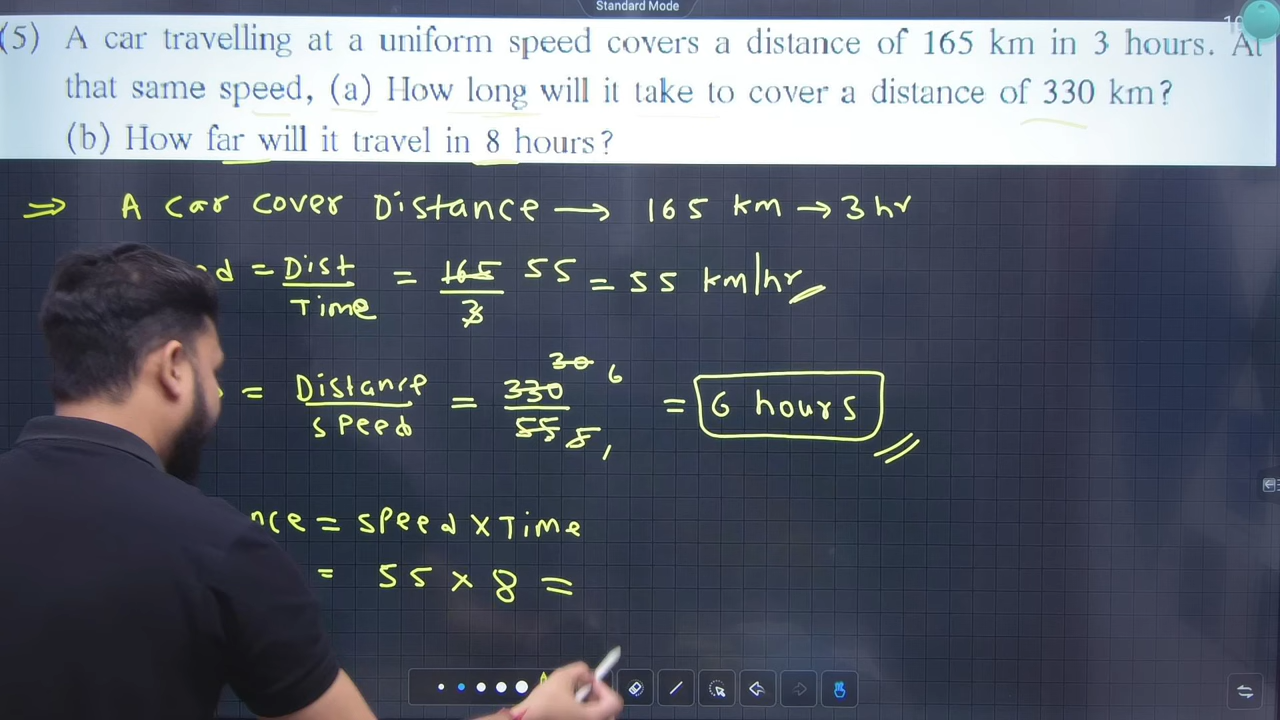 Standard Mode
(5) A car travelling at a uniform speed covers a distance of 165 km in 3 hours. At
that same speed, (a) How long will it take to cover a distance of 330 km?
(b) How far will it travel in 8 hours?
⇒ A car cover Distance → 165 km → 3 hr
= Dist / Time = 165 / 3 55 = 55 km/hr
= Distance / speed = 330 / 55 30 6 5 1 = 6 hours
= speed × Time
= 55 × 8 =